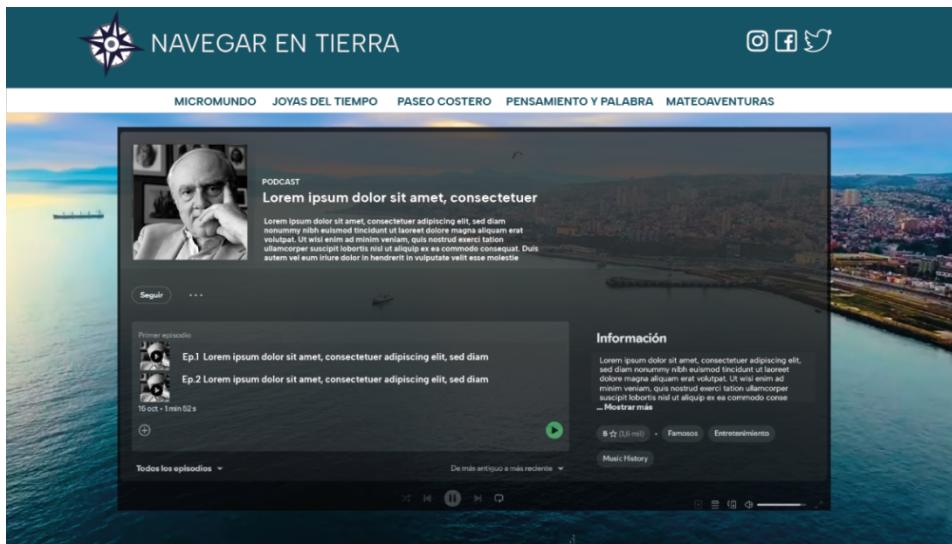 NAVEGAR EN TIERRA
MICROMUNDO JOYAS DEL TIEMPO PASEO COSTERO PENSAMIENTO Y PALABRA MATEOAVENTURAS
PODCAST
Lorem ipsum dolor sit amet, consectetuer
Lorem ipsum dolor sit amet, consectetuer adipiscing elit, sed diam
nonummy nibh euismod tincidunt ut laoreet dolore magna aliquam erat
volutpat. Ut wisi enim ad minim veniam, quis nostrud exerci tation
ullamcorper suscipit lobortis nisl ut aliquip ex ea commodo consequat. Duis
autem vel eum iriure dolor in hendrerit in vulputate velit esse molestie
Seguir
Primer episodio
Ep.1 Lorem ipsum dolor sit amet, consectetuer adipiscing elit, sed diam
Ep.2 Lorem ipsum dolor sit amet, consectetuer adipiscing elit, sed diam
16 oct • 1 min 52 s
Todos los episodios
De más antiguo a más reciente
Información
Lorem ipsum dolor sit amet, consectetuer adipiscing elit,
sed diam nonummy nibh euismod tincidunt ut laoreet
dolore magna aliquam erat volutpat. Ut wisi enim ad
minim veniam, quis nostrud exerci tation ullamcorper
suscipit lobortis nisl ut aliquip ex ea commodo conse
... Mostrar más
5 ☆ (1,6 mil) • Famosos Entretenimiento
Music History